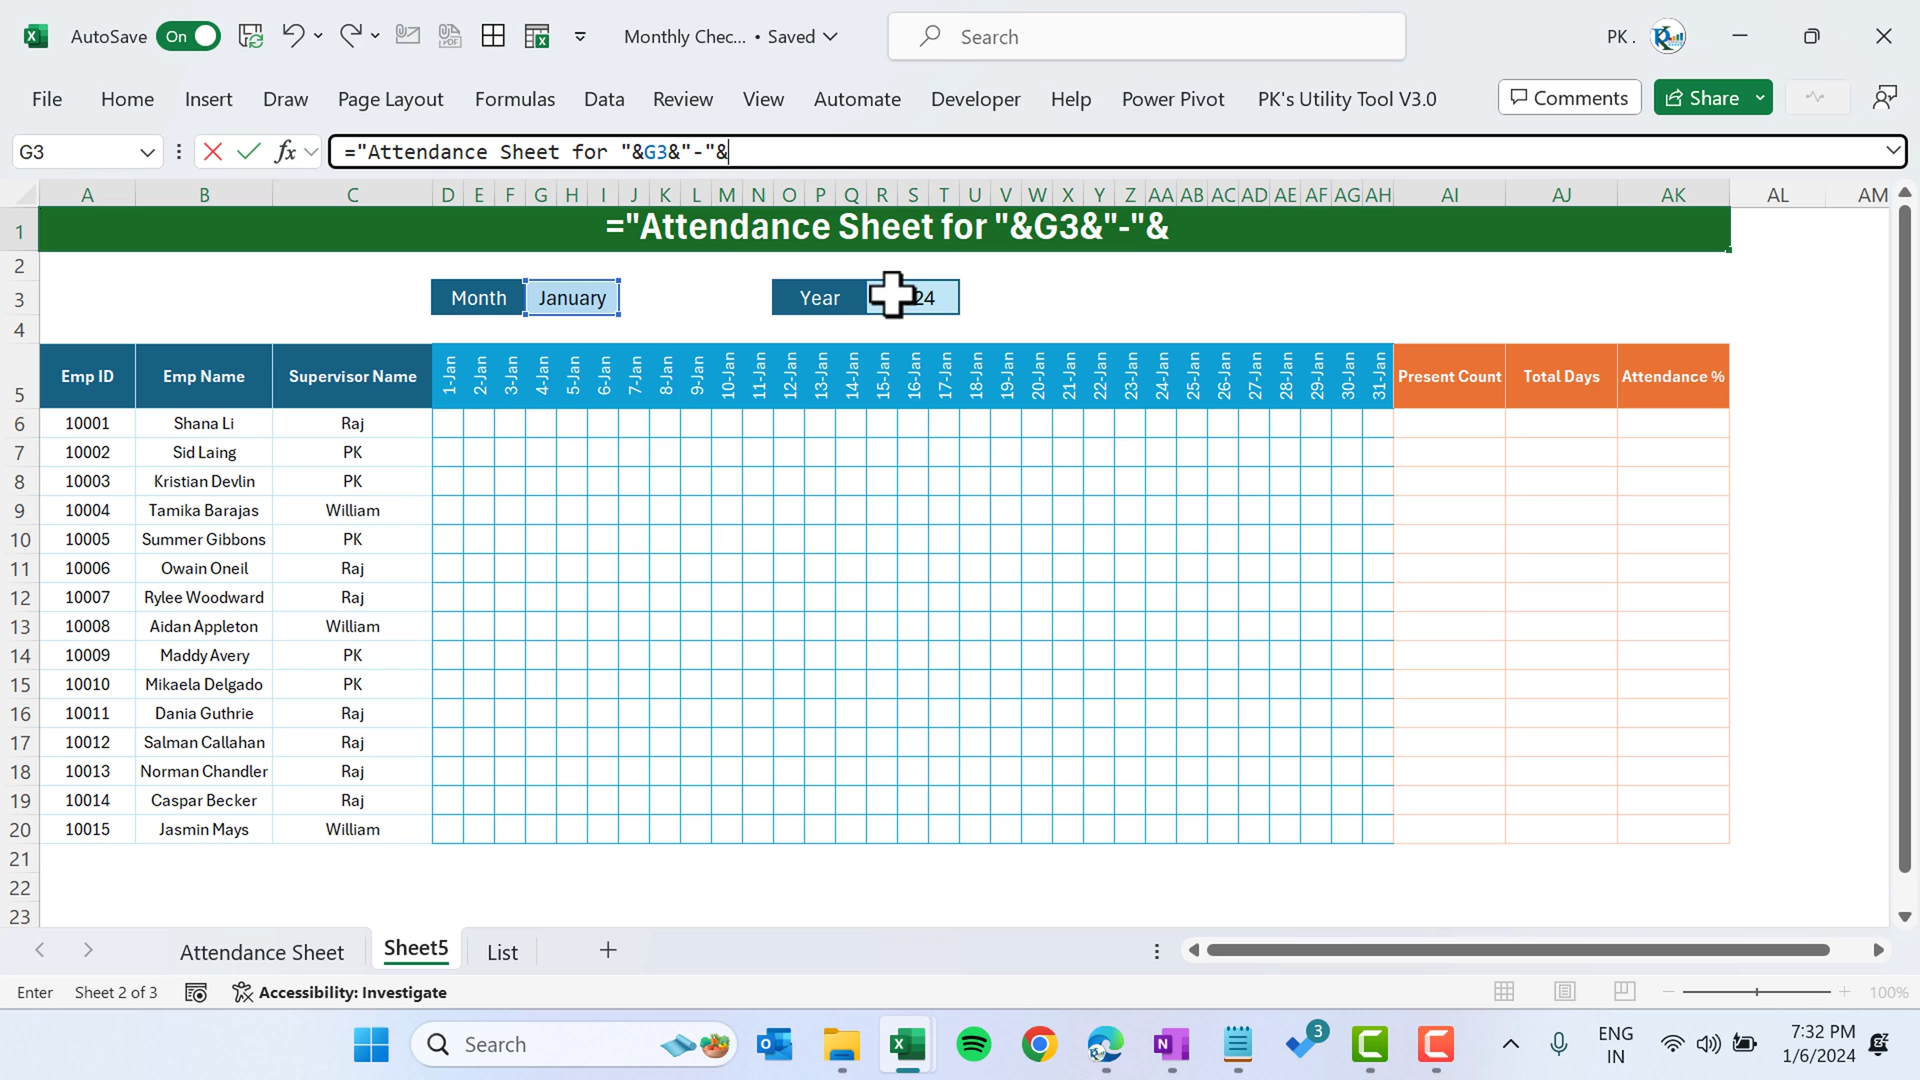 AutoSave On Monthly Chec... • Saved Search PK .
File Home Insert Draw Page Layout Formulas Data Review View Automate Developer Help Power Pivot PK's Utility Tool V3.0 Comments Share
G3 fx ="Attendance Sheet for "&G3&"-"&
A B C D E F G H I J K L M N O P Q R S T U V W X Y Z AA AB AC AD AE AF AG AH AI AJ AK AL AM
1 ="Attendance Sheet for "&G3&"-"&
2
3 Month January Year 24
4
5 Emp ID Emp Name Supervisor Name 1-Jan 2-Jan 3-Jan 4-Jan 5-Jan 6-Jan 7-Jan 8-Jan 9-Jan 10-Jan 11-Jan 12-Jan 13-Jan 14-Jan 15-Jan 16-Jan 17-Jan 18-Jan 19-Jan 20-Jan 21-Jan 22-Jan 23-Jan 24-Jan 25-Jan 26-Jan 27-Jan 28-Jan 29-Jan 30-Jan 31-Jan Present Count Total Days Attendance %
6 10001 Shana Li Raj
7 10002 Sid Laing PK
8 10003 Kristian Devlin PK
9 10004 Tamika Barajas William
10 10005 Summer Gibbons PK
11 10006 Owain Oneil Raj
12 10007 Rylee Woodward Raj
13 10008 Aidan Appleton William
14 10009 Maddy Avery PK
15 10010 Mikaela Delgado PK
16 10011 Dania Guthrie Raj
17 10012 Salman Callahan Raj
18 10013 Norman Chandler Raj
19 10014 Caspar Becker Raj
20 10015 Jasmin Mays William
21
22
23
Attendance Sheet Sheet5 List
Enter Sheet 2 of 3 Accessibility: Investigate 100%
Search 3 ENG 7:32 PM
IN 1/6/2024